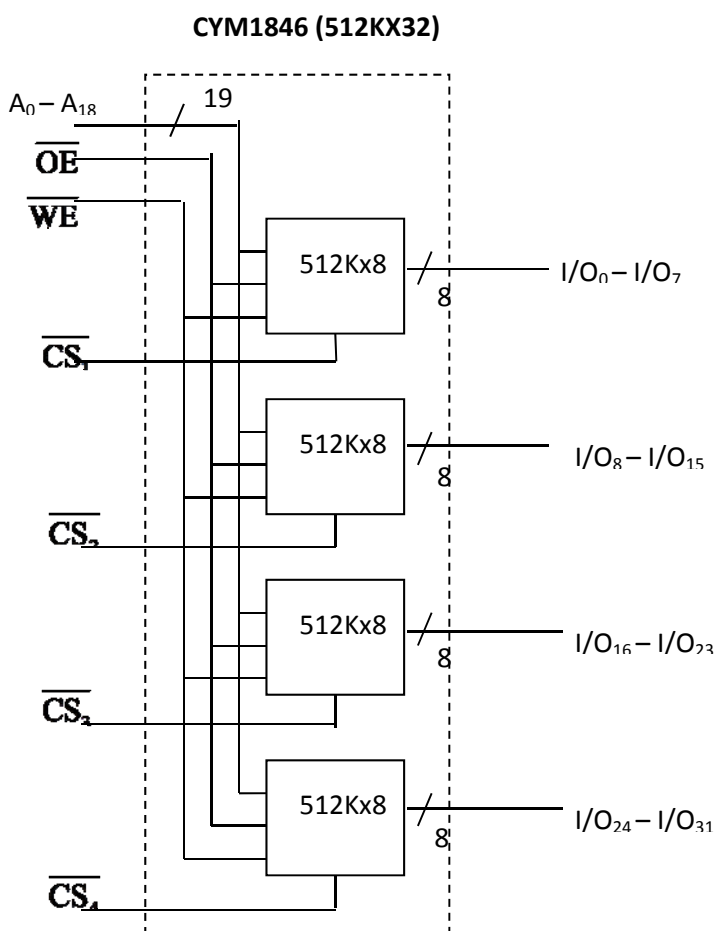 CYM1846 (512KX32)
A₀ – A₁₈
19
OE
WE
512Kx8
8
I/O₀ – I/O₇
CS₁
512Kx8
8
I/O₈ – I/O₁₅
CS₂
512Kx8
8
I/O₁₆ – I/O₂₃
CS₃
512Kx8
8
I/O₂₄ – I/O₃₁
CS₄